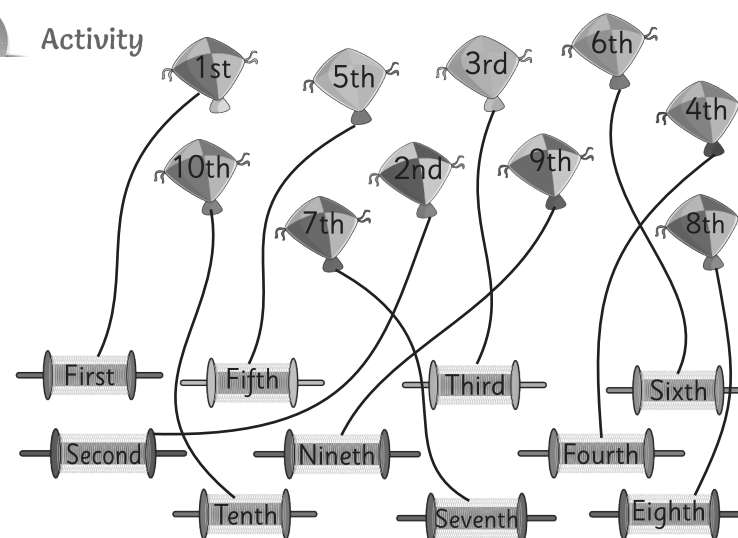 Activity
1st
5th
3rd
6th
4th
10th
2nd
9th
7th
8th
First
Fifth
Third
Sixth
Second
Nineth
Fourth
Tenth
Seventh
Eighth